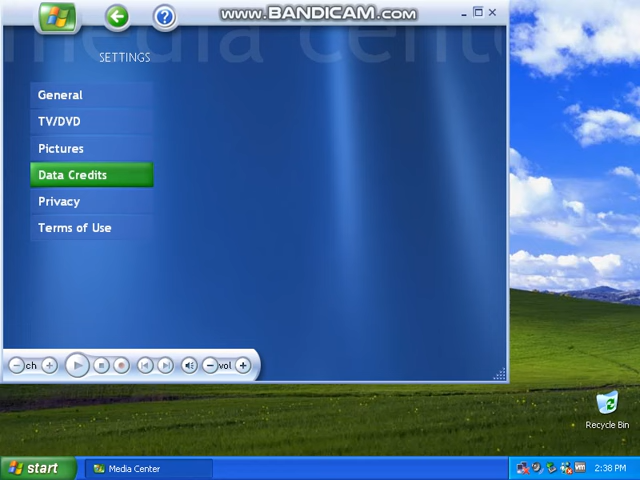 www.BANDICAM.com
media cent
SETTINGS
General
TV/DVD
Pictures
Data Credits
Privacy
Terms of Use
ch
vol
Recycle Bin
start
Media Center
2:38 PM